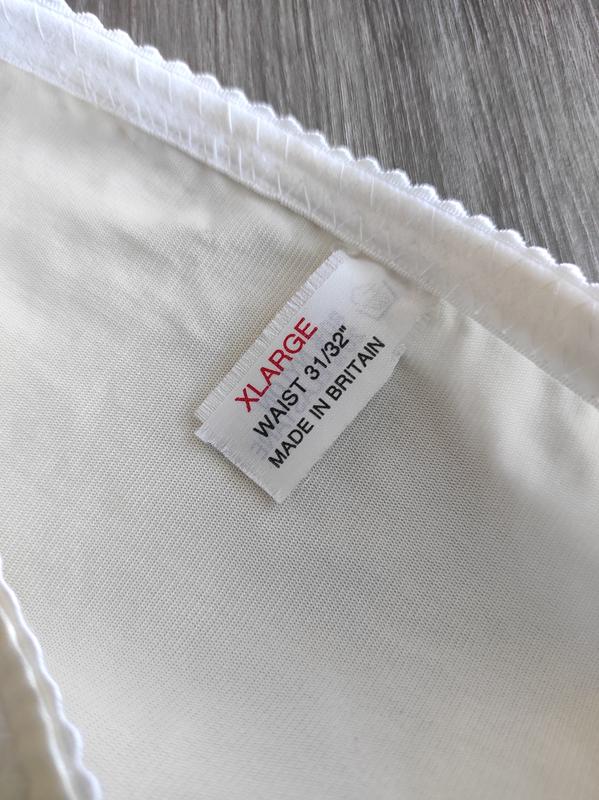 XLARGE
WAIST 31/32"
MADE IN BRITAIN